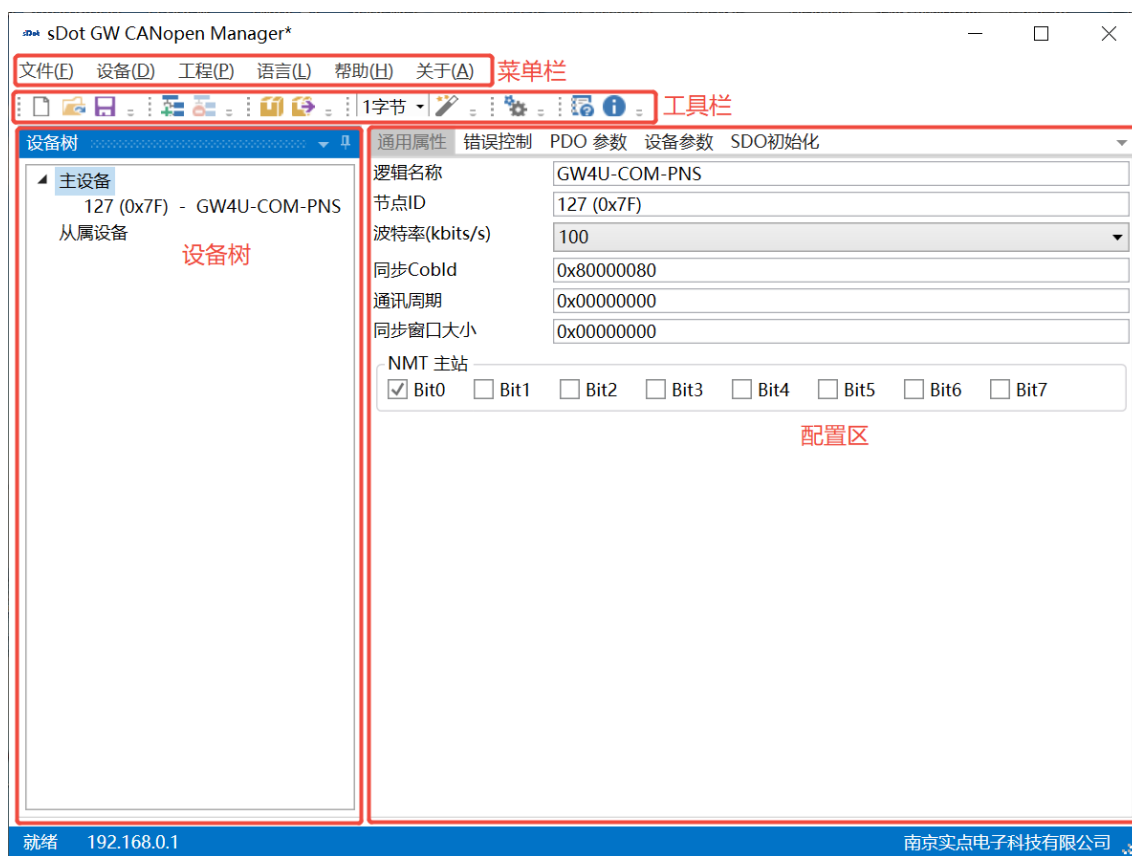 sDot sDot GW CANopen Manager*
文件(F) 设备(D) 工程(P) 语言(L) 帮助(H) 关于(A) 菜单栏
1字节 工具栏
设备树 通用属性 错误控制 PDO 参数 设备参数 SDO初始化
主设备 逻辑名称 GW4U-COM-PNS
127 (0x7F) - GW4U-COM-PNS 节点ID 127 (0x7F)
从属设备 波特率(kbits/s) 100
设备树
同步CobId 0x80000080
通讯周期 0x00000000
同步窗口大小 0x00000000
NMT 主站
Bit0 Bit1 Bit2 Bit3 Bit4 Bit5 Bit6 Bit7
配置区
就绪 192.168.0.1 南京实点电子科技有限公司